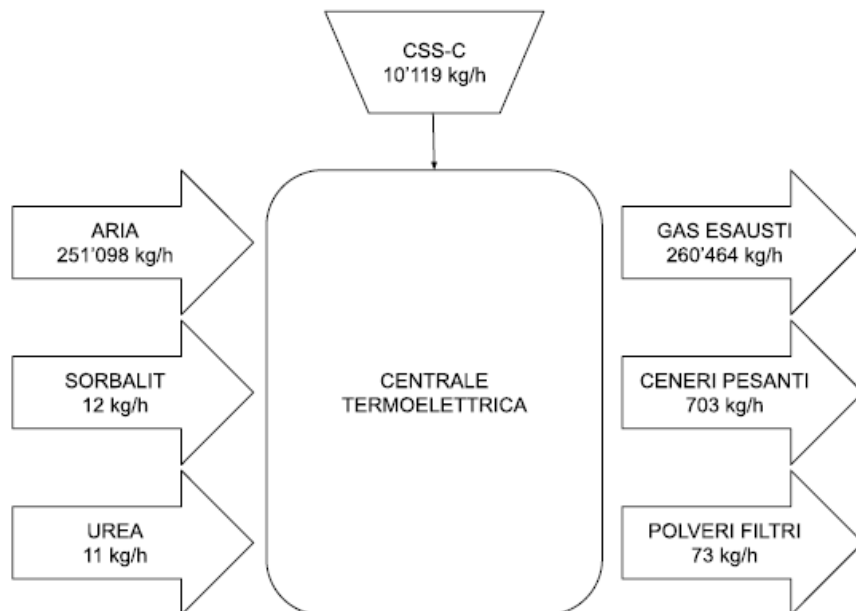 CSS-C
10'119 kg/h
ARIA
251'098 kg/h
GAS ESAUSTI
260'464 kg/h
SORBALIT
12 kg/h
CENTRALE
TERMOELETTRICA
CENERI PESANTI
703 kg/h
UREA
11 kg/h
POLVERI FILTRI
73 kg/h